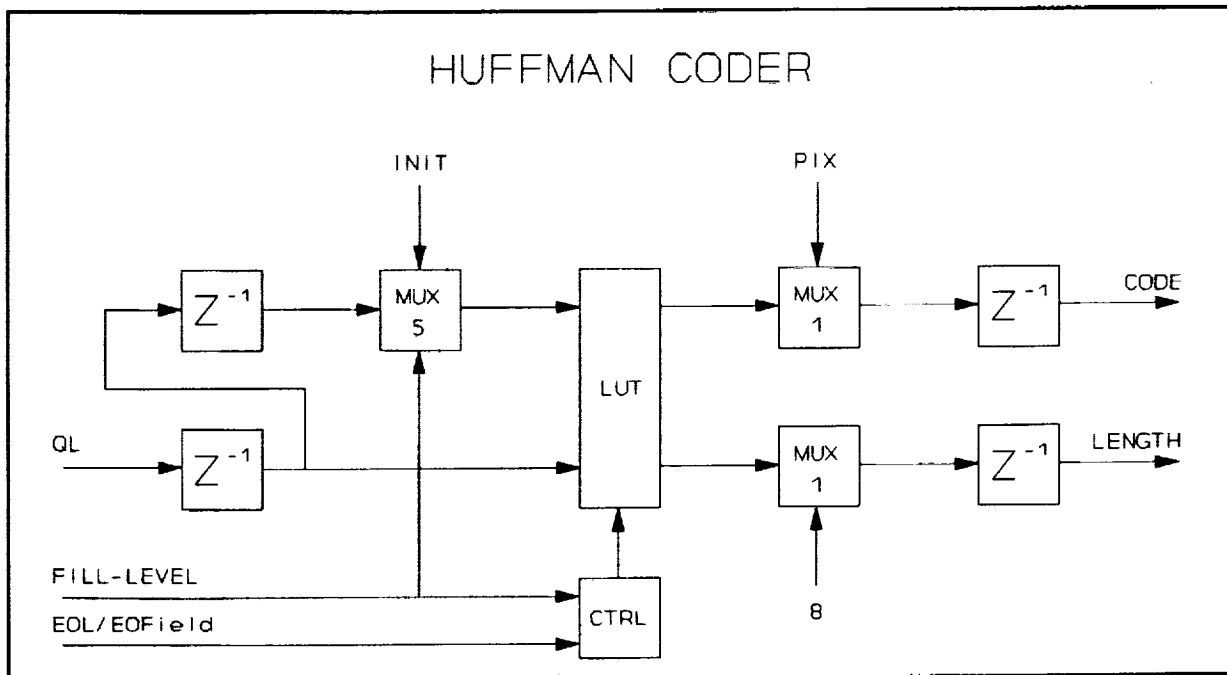 HUFFMAN CODER
INIT
PIX
Z⁻¹
MUX
5
LUT
MUX
1
Z⁻¹
CODE
QL
Z⁻¹
MUX
1
Z⁻¹
LENGTH
FILL-LEVEL
EOL/EOField
CTRL
8